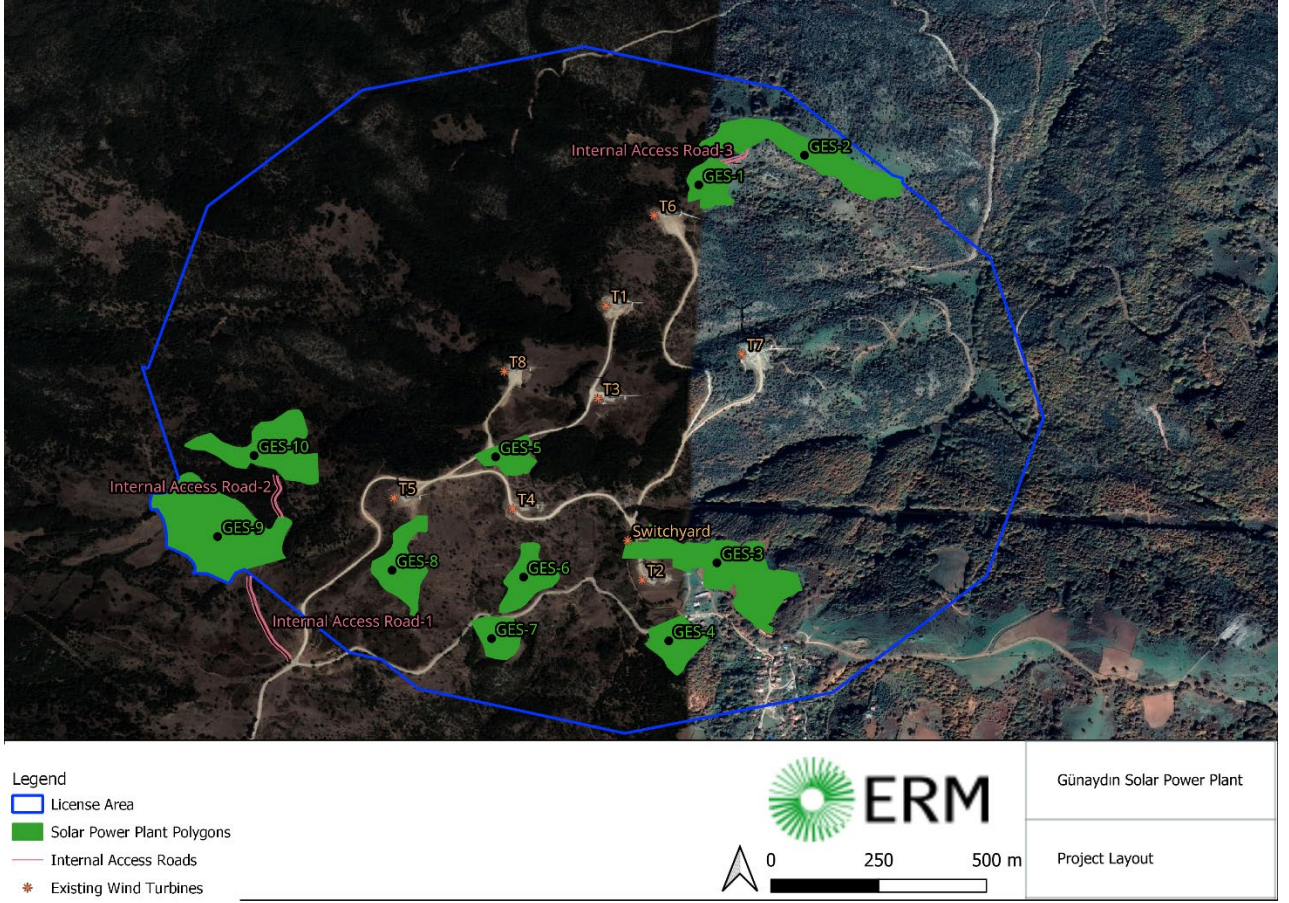 Internal Access Road-3
GES-2
GES-1
T6
T1
T7
T8
T3
GES-10
GES-5
Internal Access Road-2
T5
T4
GES-9
Switchyard
GES-3
GES-8
GES-6
T2
Internal Access Road-1
GES-7
GES-4
Legend
License Area
Solar Power Plant Polygons
Internal Access Roads
Existing Wind Turbines
ERM
0 250 500 m
Günaydın Solar Power Plant
Project Layout